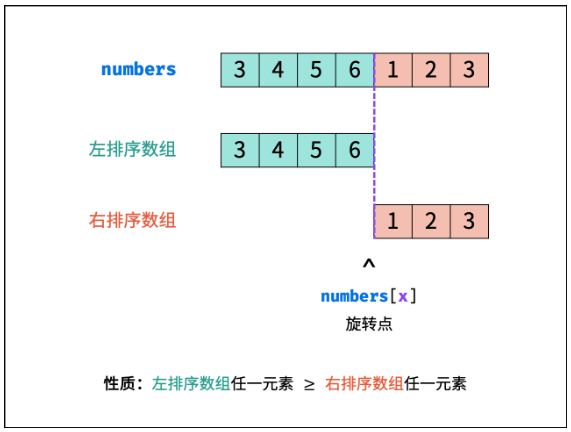 numbers 3 4 5 6 1 2 3
左排序数组 3 4 5 6
右排序数组 1 2 3
^
numbers[x]
旋转点
性质：左排序数组任一元素 ≥ 右排序数组任一元素